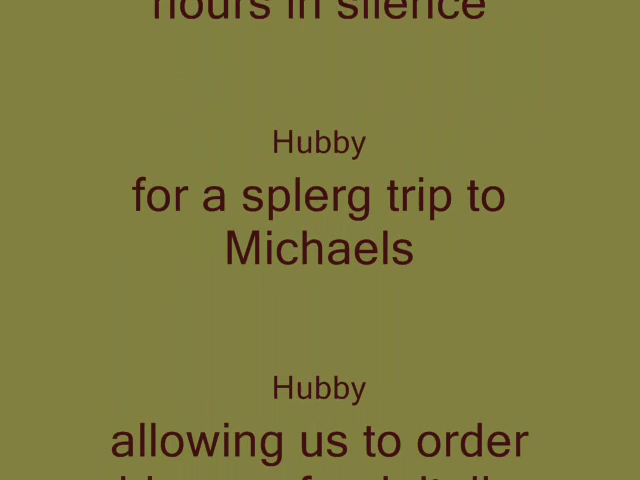 hours in silence
Hubby
for a splerg trip to
Michaels
Hubby
allowing us to order